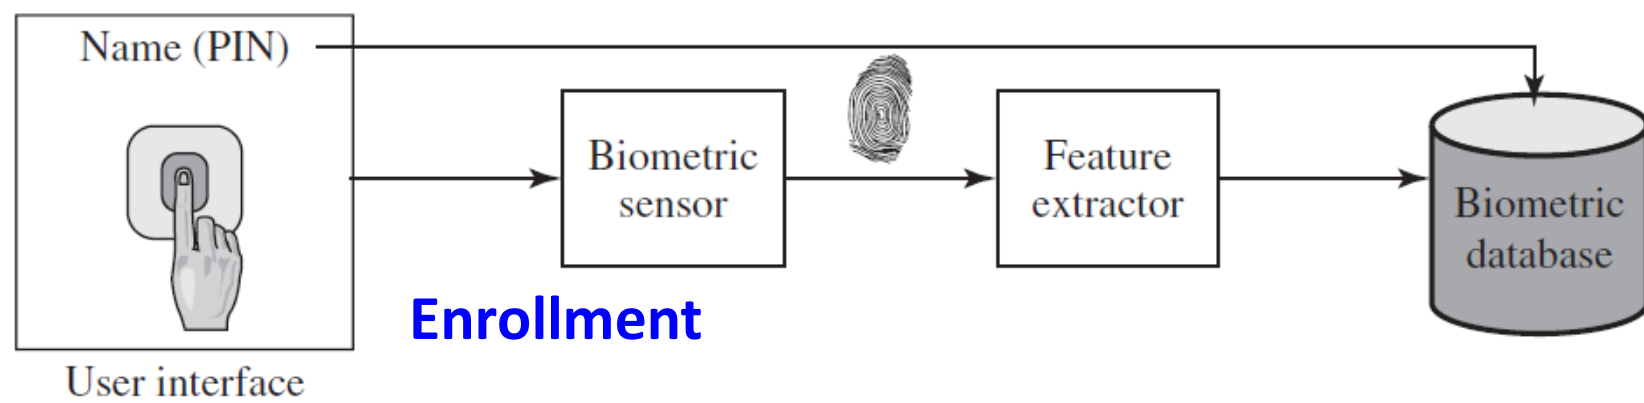 Name (PIN)
Biometric
sensor
Feature
extractor
Biometric
database
Enrollment
User interface